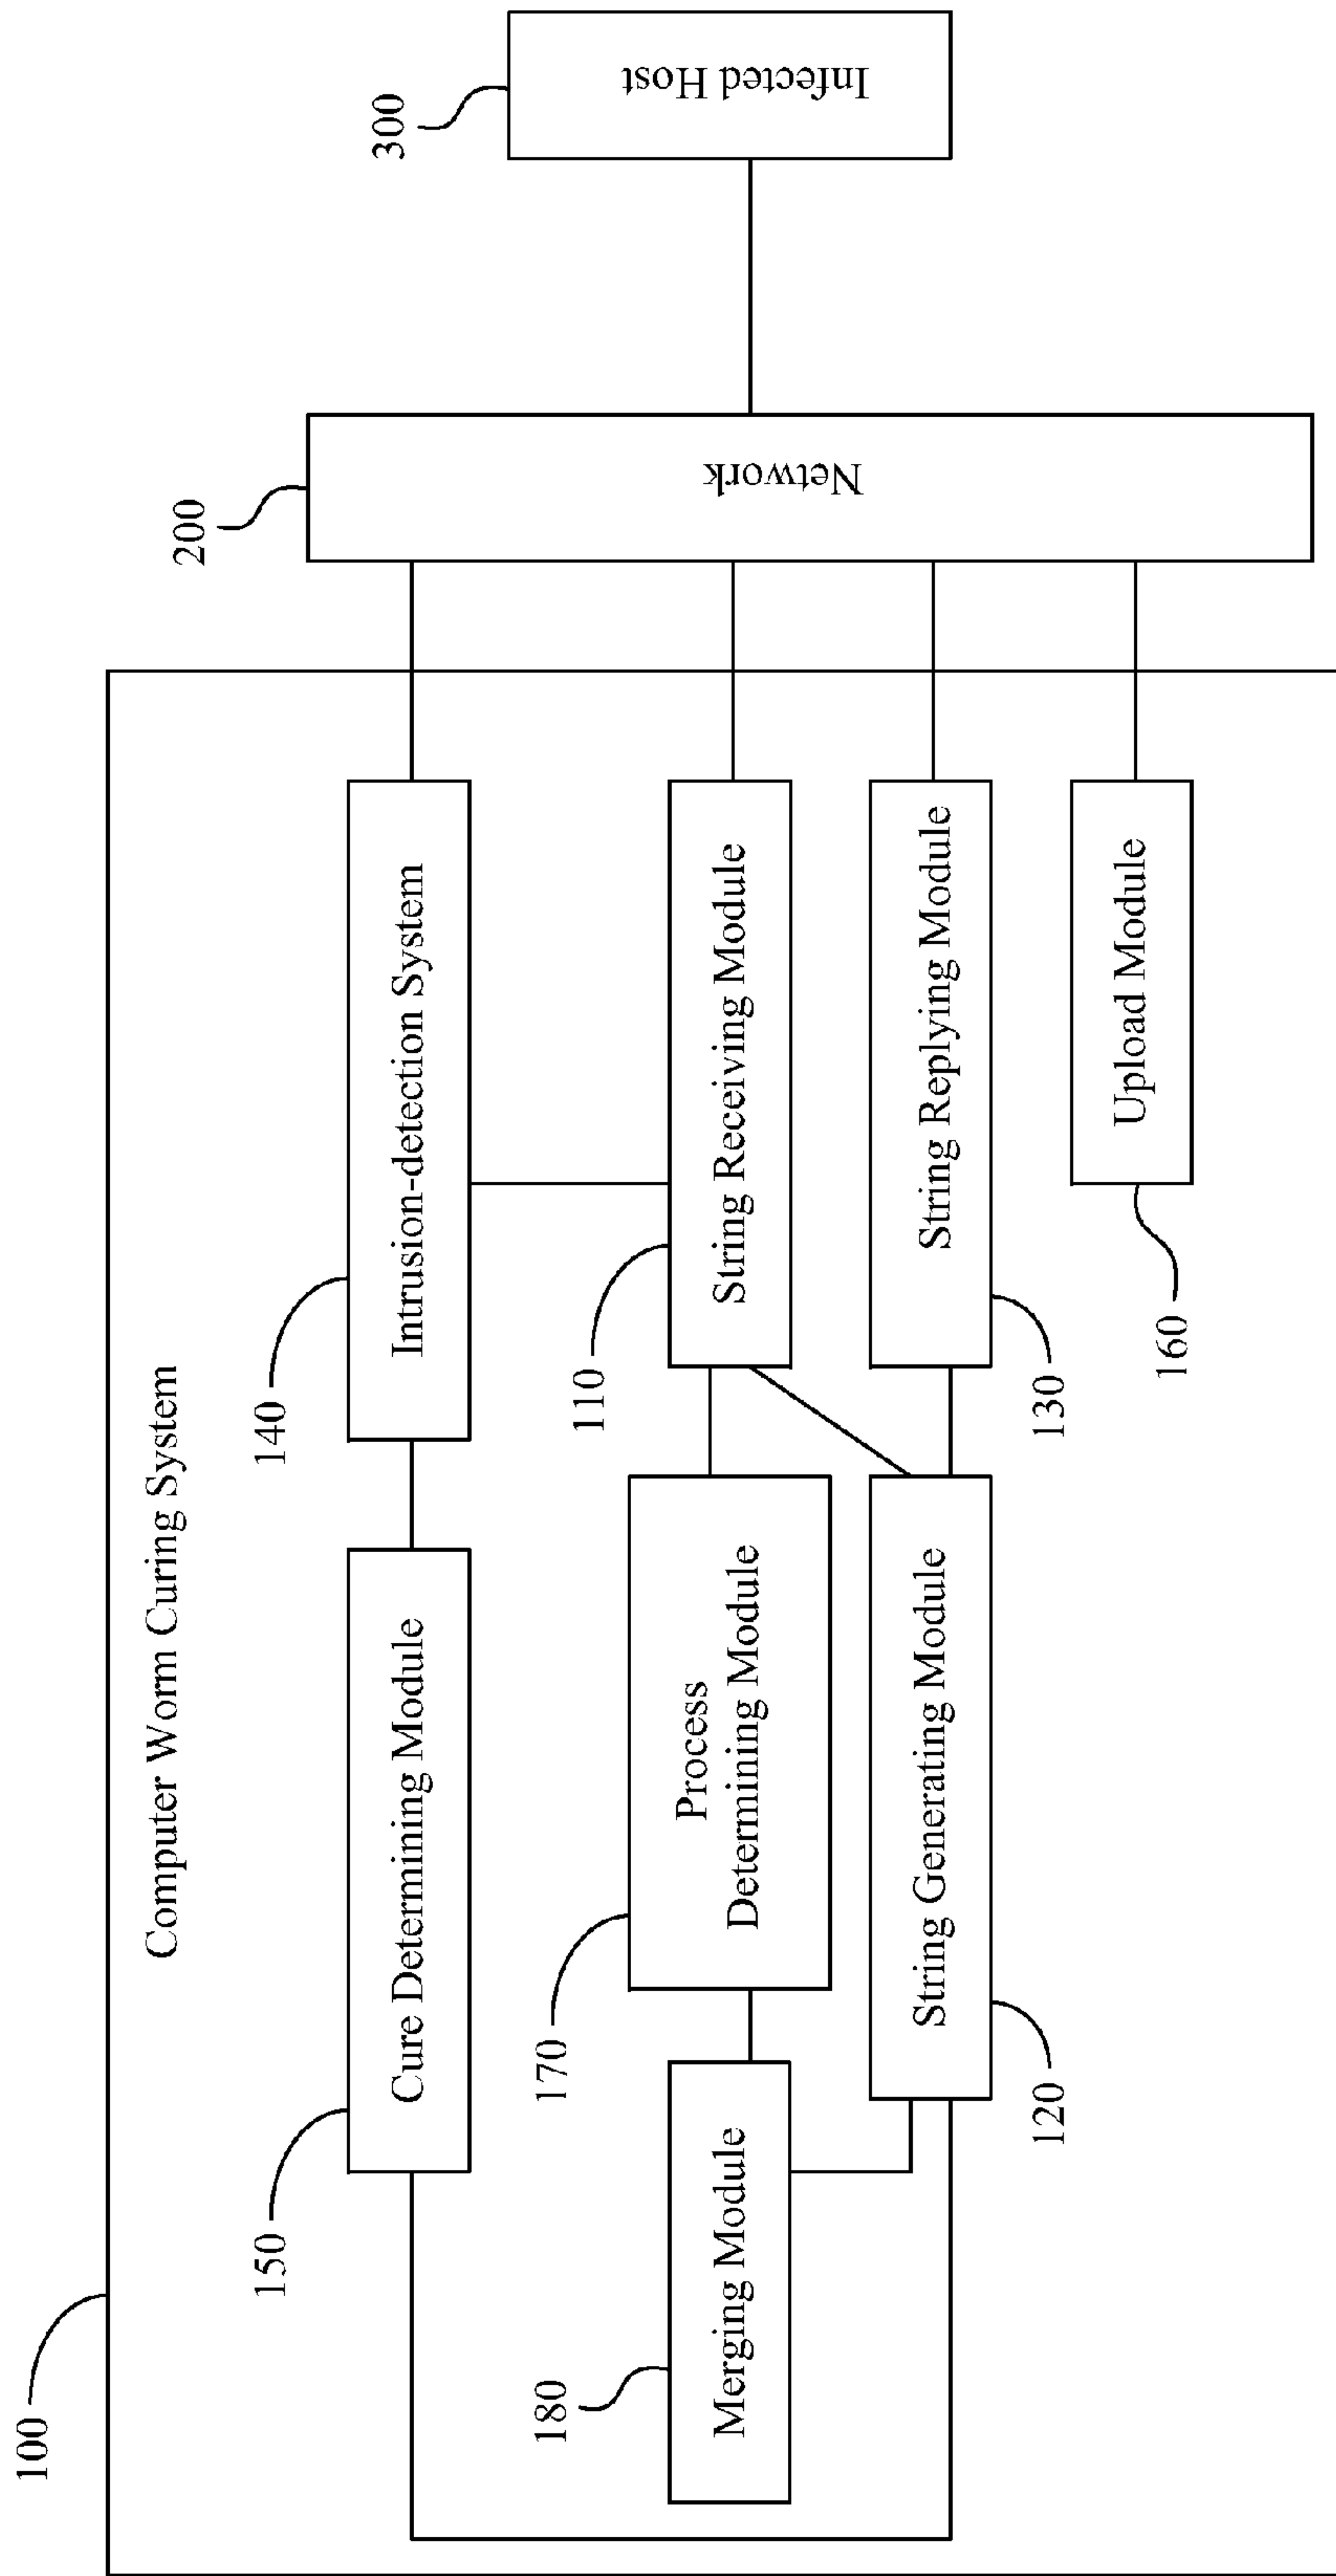 100
Computer Worm Curing System
150
Cure Determining Module
140
Intrusion-detection System
180
Merging Module
170
Process
Determining Module
110
String Receiving Module
String Generating Module
120
String Replying Module
130
Upload Module
160
200
Network
300
Infected Host